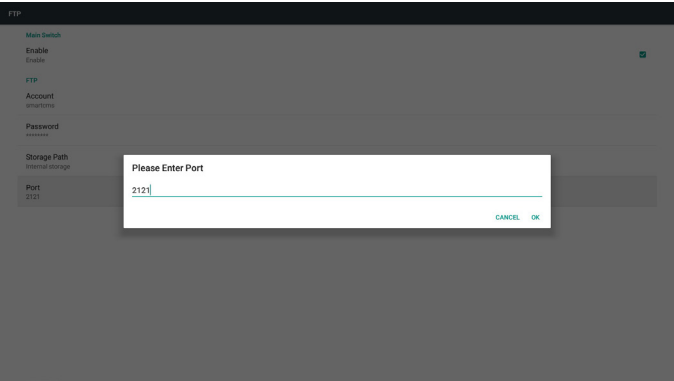 FTP
Main Switch
Enable
Enable
FTP
Account
smartsms
Password
********
Storage Path
Internal storage
Port
2121
Please Enter Port
2121
CANCEL OK